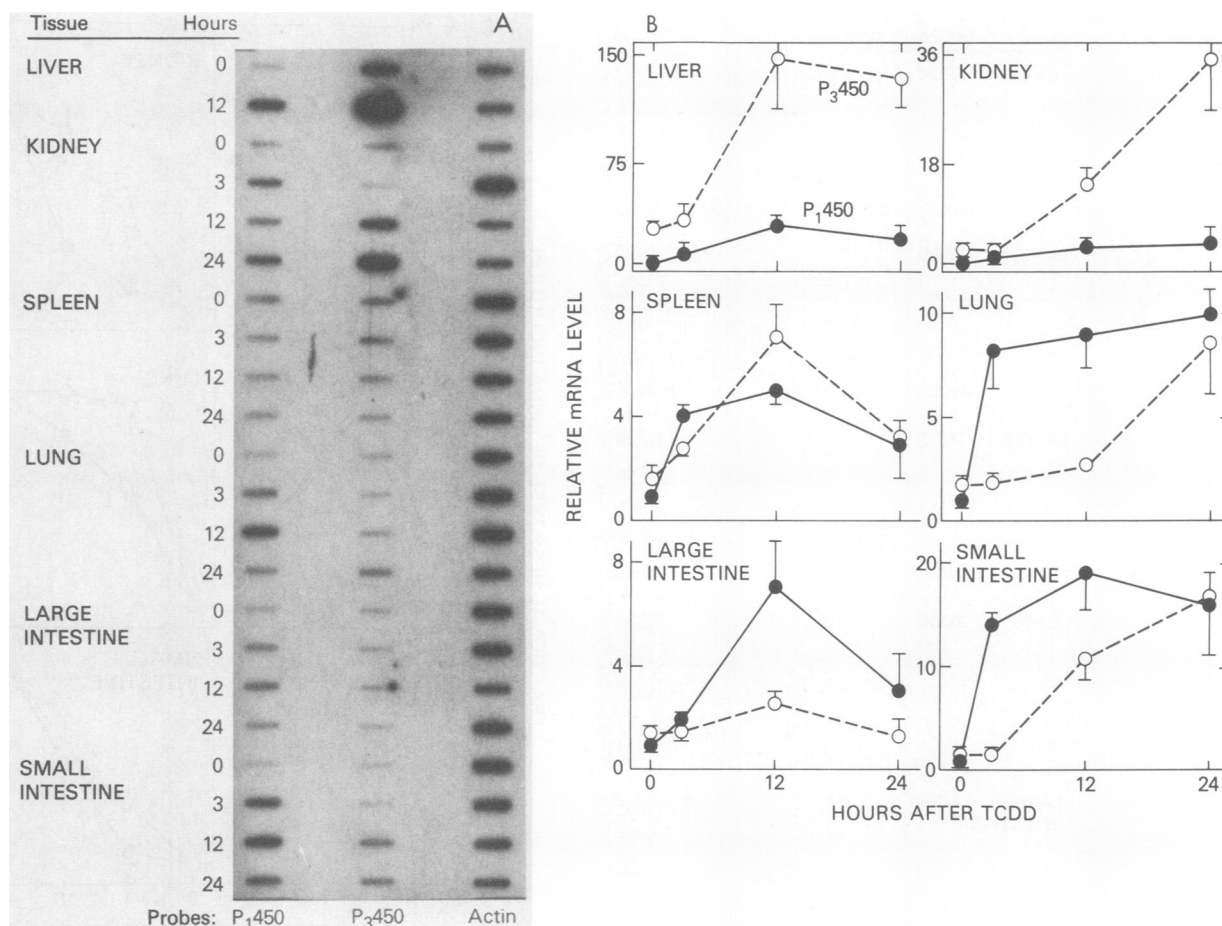 A
Tissue Hours
LIVER 0
12
KIDNEY 0
3
12
24
SPLEEN 0
3
12
24
LUNG 0
3
12
24
LARGE INTESTINE 0
3
12
24
SMALL INTESTINE 0
3
12
24
Probes: P₁450 P₃450 Actin
B
RELATIVE mRNA LEVEL
150
75
0
LIVER
P₃450
P₁450
36
18
0
KIDNEY
8
4
0
SPLEEN
10
5
0
LUNG
8
4
0
LARGE
INTESTINE
20
10
0
SMALL
INTESTINE
0 12 24 0 12 24
HOURS AFTER TCDD